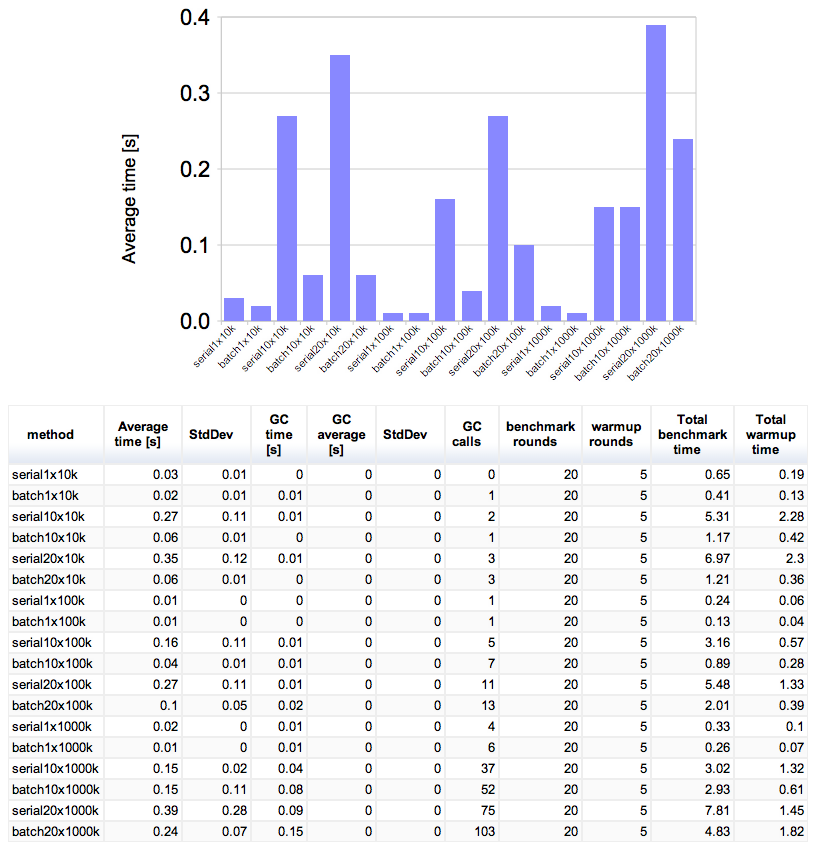 0.4
0.3
0.2
0.1
0.0
Average time [s]
serial1x10k
batch1x10k
serial10x10k
batch10x10k
serial20x10k
batch20x10k
serial1x100k
batch1x100k
serial10x100k
batch10x100k
serial20x100k
batch20x100k
serial1x1000k
batch1x1000k
serial10x1000k
batch10x1000k
serial20x1000k
batch20x1000k
method Average time [s] StdDev GC time [s] GC average [s] StdDev GC calls benchmark rounds warmup rounds Total benchmark time Total warmup time
serial1x10k 0.03 0.01 0 0 0 0 20 5 0.65 0.19
batch1x10k 0.02 0.01 0.01 0 0 1 20 5 0.41 0.13
serial10x10k 0.27 0.11 0.01 0 0 2 20 5 5.31 2.28
batch10x10k 0.06 0.01 0 0 0 1 20 5 1.17 0.42
serial20x10k 0.35 0.12 0.01 0 0 3 20 5 6.97 2.3
batch20x10k 0.06 0.01 0 0 0 3 20 5 1.21 0.36
serial1x100k 0.01 0 0 0 0 1 20 5 0.24 0.06
batch1x100k 0.01 0 0 0 0 1 20 5 0.13 0.04
serial10x100k 0.16 0.11 0.01 0 0 5 20 5 3.16 0.57
batch10x100k 0.04 0.01 0.01 0 0 7 20 5 0.89 0.28
serial20x100k 0.27 0.11 0.01 0 0 11 20 5 5.48 1.33
batch20x100k 0.1 0.05 0.02 0 0 13 20 5 2.01 0.39
serial1x1000k 0.02 0 0.01 0 0 4 20 5 0.33 0.1
batch1x1000k 0.01 0 0.01 0 0 6 20 5 0.26 0.07
serial10x1000k 0.15 0.02 0.04 0 0 37 20 5 3.02 1.32
batch10x1000k 0.15 0.11 0.08 0 0 52 20 5 2.93 0.61
serial20x1000k 0.39 0.28 0.09 0 0 75 20 5 7.81 1.45
batch20x1000k 0.24 0.07 0.15 0 0 103 20 5 4.83 1.82